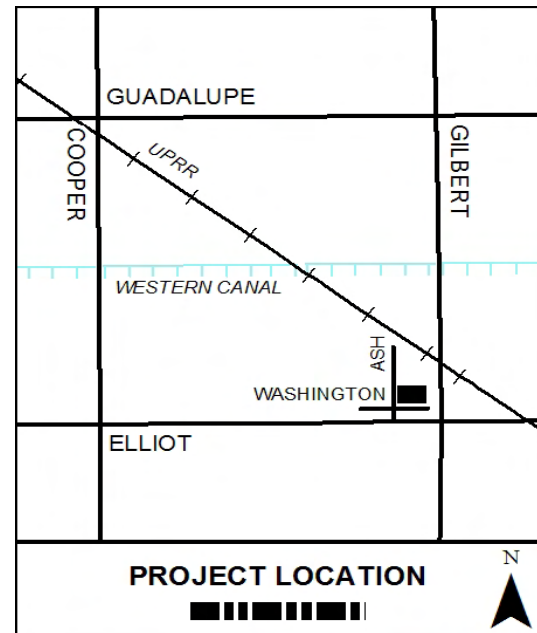 GUADALUPE
COOPER
UPRR
GILBERT
WESTERN CANAL
ASH
WASHINGTON
ELLIOT
PROJECT LOCATION
N